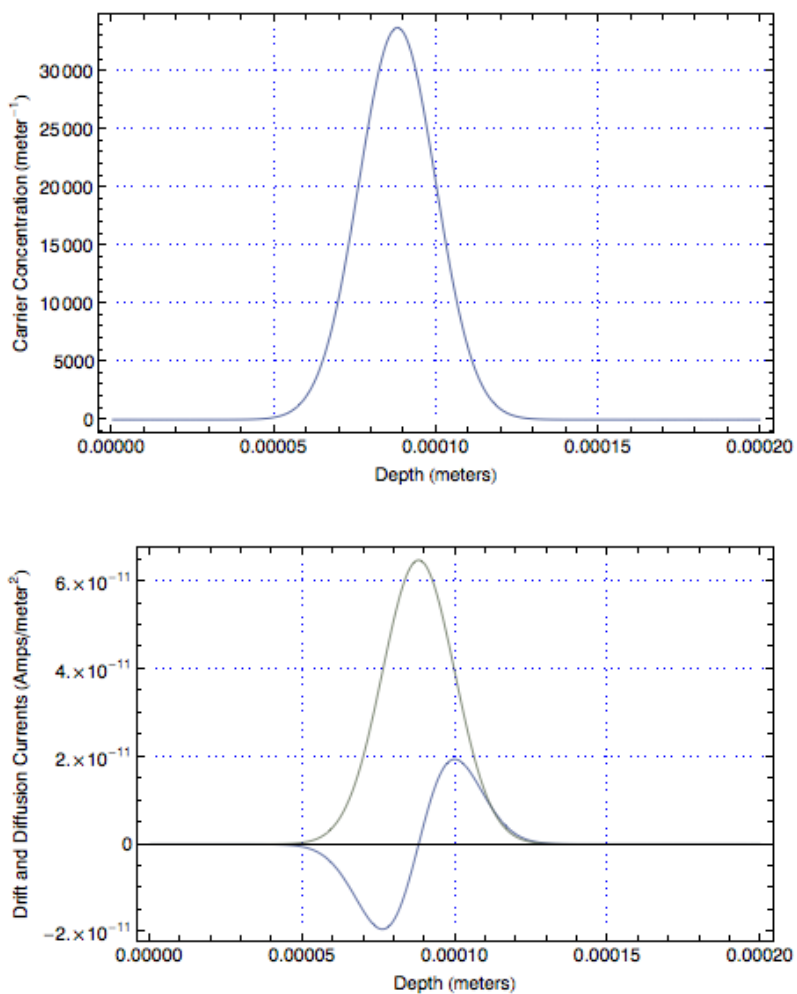 Carrier Concentration (meter⁻¹)
30 000
25 000
20 000
15 000
10 000
5000
0
0.00000 0.00005 0.00010 0.00015 0.00020
Depth (meters)
Drift and Diffusion Currents (Amps/meter²)
6.×10⁻¹¹
4.×10⁻¹¹
2.×10⁻¹¹
0
-2.×10⁻¹¹
0.00000 0.00005 0.00010 0.00015 0.00020
Depth (meters)